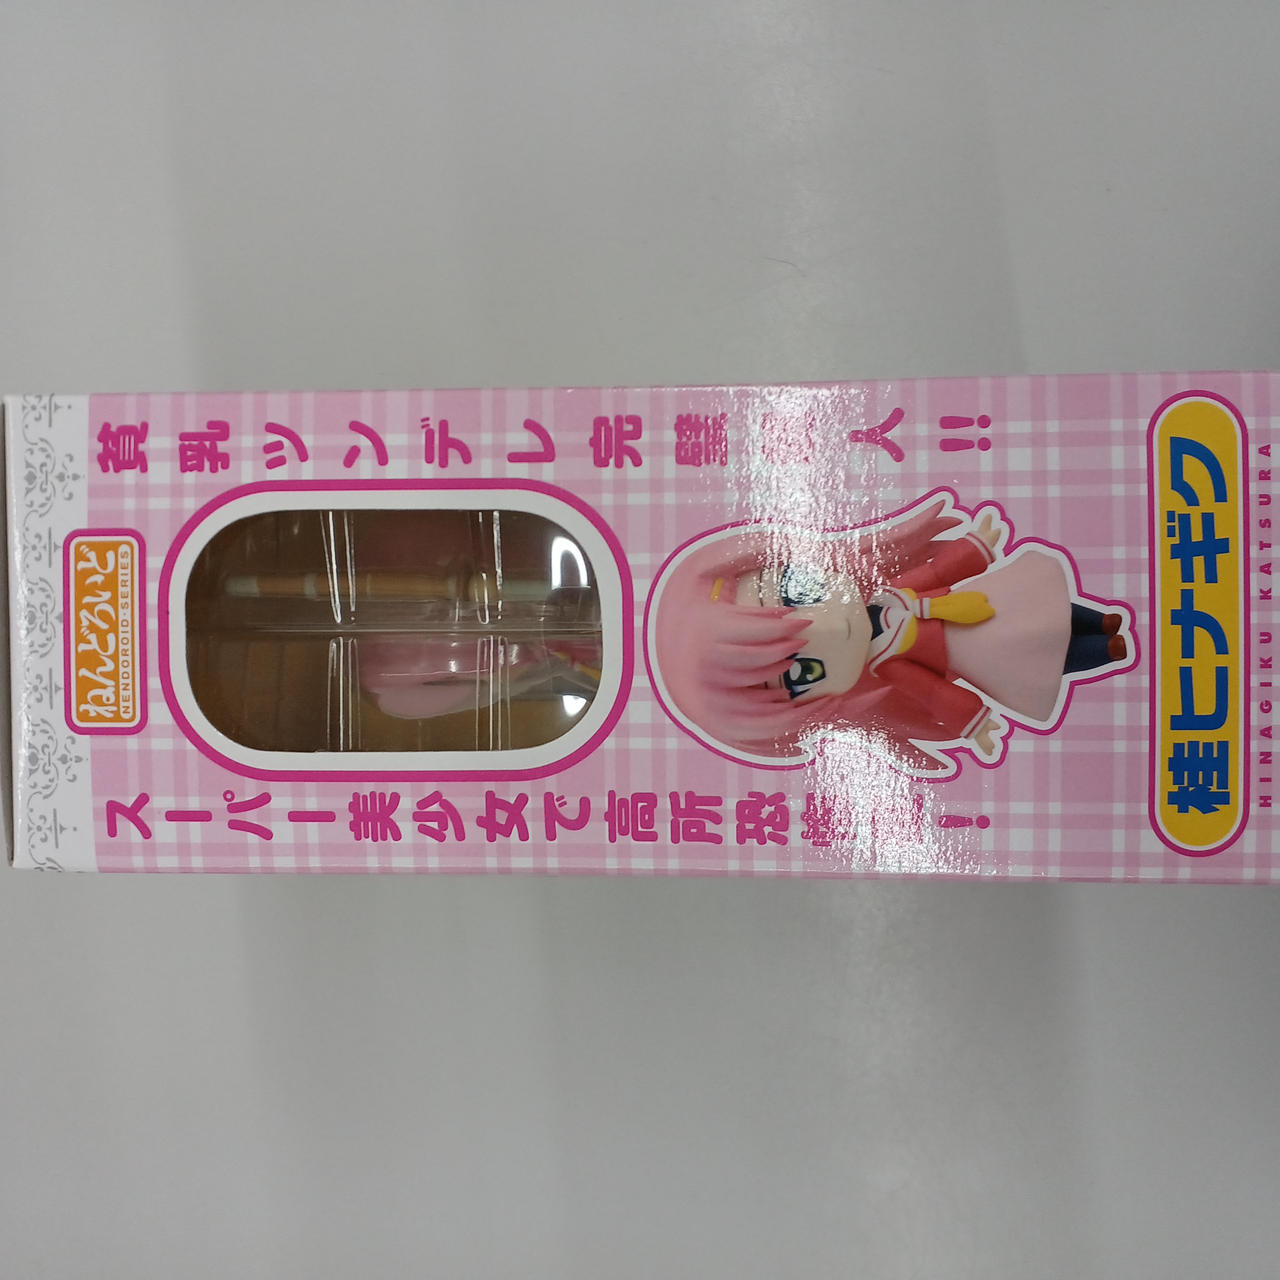 ねんどろいど
NENDOROID-SERIES
貧乳ツンデレ完璧超人!!
スーパー美少女で高所恐怖症!
桂ヒナギク
HINAGIKU KATSURA